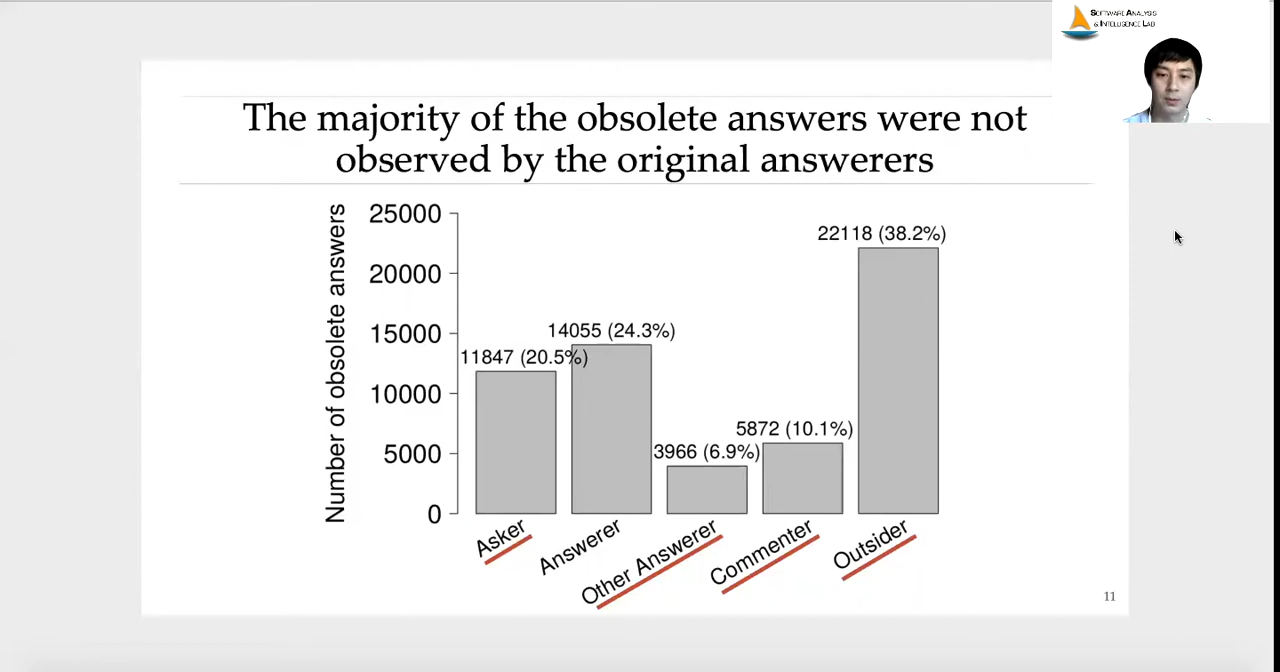 SOFTWARE ANALYSIS
& INTELLIGENCE LAB
The majority of the obsolete answers were not
observed by the original answerers
Number of obsolete answers
25000
20000
15000
10000
5000
0
11847 (20.5%)
14055 (24.3%)
3966 (6.9%)
5872 (10.1%)
22118 (38.2%)
Asker
Answerer
Other Answerer
Commenter
Outsider
11